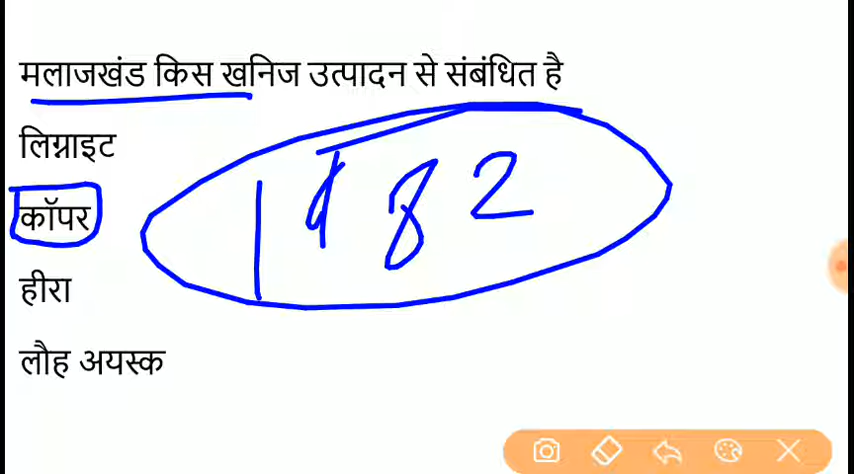 मलाजखंड किस खनिज उत्पादन से संबंधित है
लिग्नाइट
1982
कॉपर
हीरा
लौह अयस्क